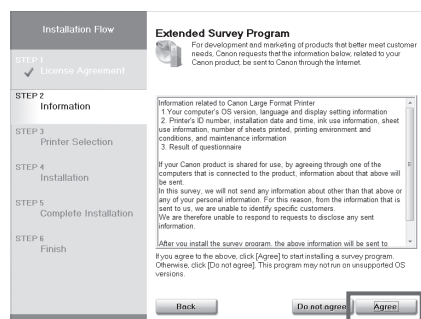 Installation Flow
STEP 1
License Agreement
STEP 2
Information
STEP 3
Printer Selection
STEP 4
Installation
STEP 5
Complete Installation
STEP 6
Finish
Extended Survey Program
For development and marketing of products that better meet customer
needs, Canon requests that the information below, related to your
Canon product, be sent to Canon through the Internet.
Information related to Canon Large Format Printer
1.Your computer's OS version, language and display setting information
2. Printer's ID number, installation date and time, ink use information, sheet
use information, number of sheets printed, printing environment and
conditions, and maintenance information
3. Result of questionnaire
If your Canon product is shared for use, by agreeing through one of the
computers that is connected to the product, information about that above will
be sent.
In this survey, we will not send any information about other than that above or
any of your personal information. For this reason, from the information that is
sent to us, we are unable to identify specific customers.
We are therefore unable to respond to requests to disclose any sent
information.
After you install the survey program, the above information will be sent to
If you agree to the above, click [Agree] to start installing a survey program.
Otherwise, click [Do not agree]. This program may not run on unsupported OS
versions.
Back
Do not agree
Agree